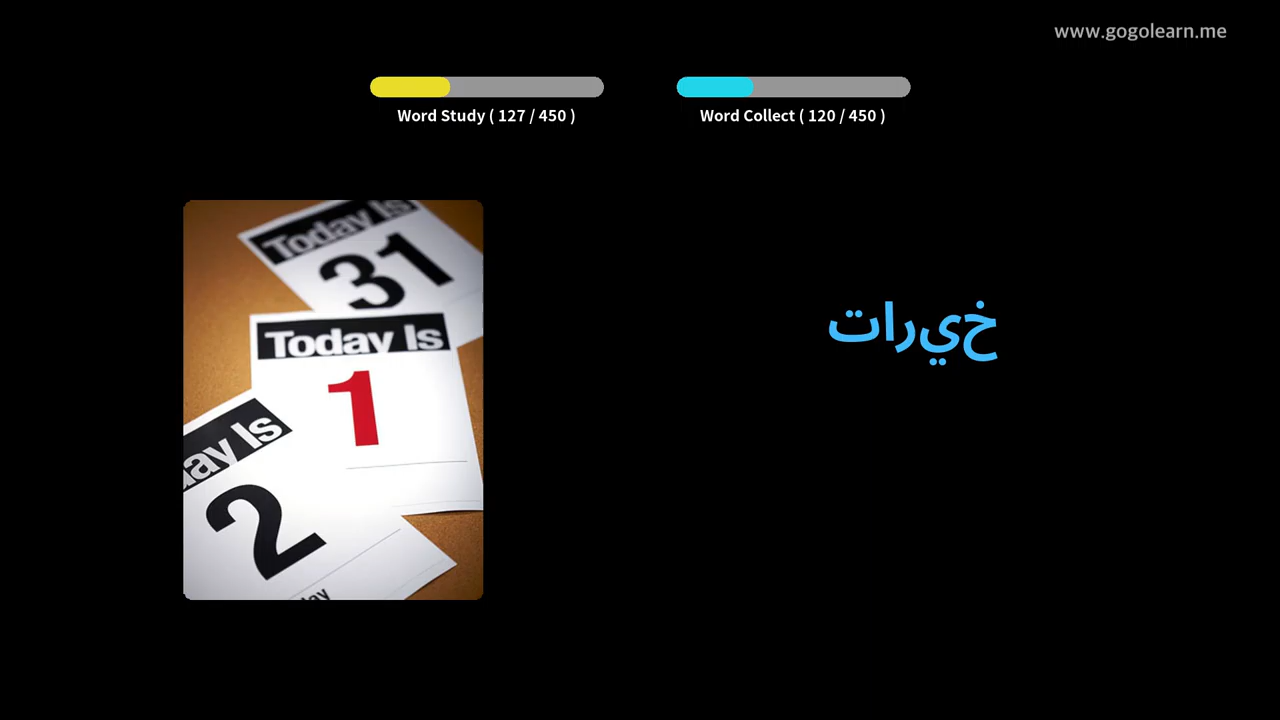 www.gogolearn.me
Word Study ( 127 / 450 )
Word Collect ( 120 / 450 )
Today Is
31
Today Is
1
ay Is
2
خيرات